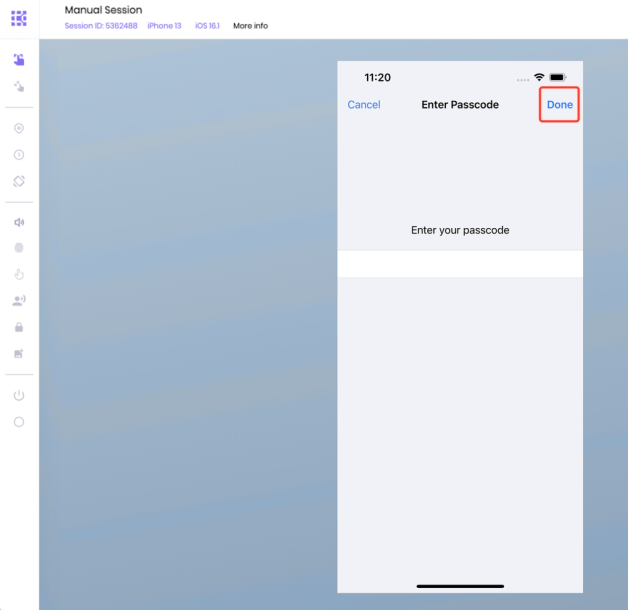 Manual Session
Session ID: 5362488 iPhone 13 iOS 16.1 More info
11:20
Cancel Enter Passcode Done
Enter your passcode